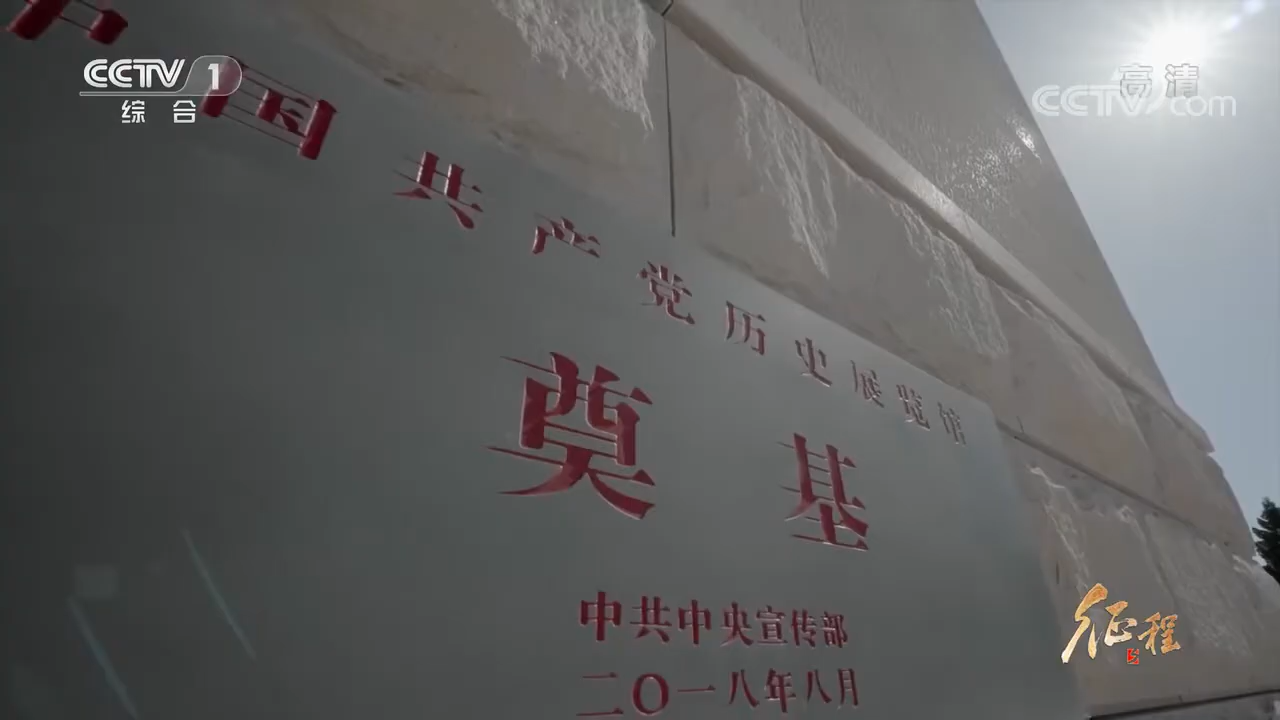 CCTV 1
综合
高清
CCTV.com
中国共产党历史展览馆
奠基
中共中央宣传部
二〇一八年八月
征程